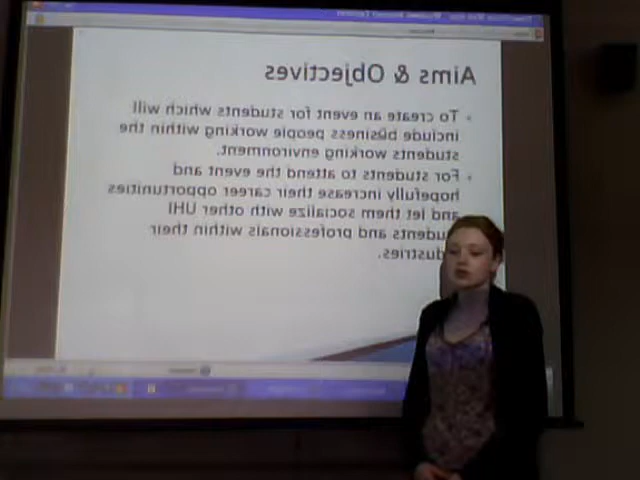 Aims & Objectives
• To create an event for students which will
include business people working within the
students working environment.
• For students to attend the event and
hopefully increase their career opportunities
and let them socialize with other UHI
students and professionals within their
industries.